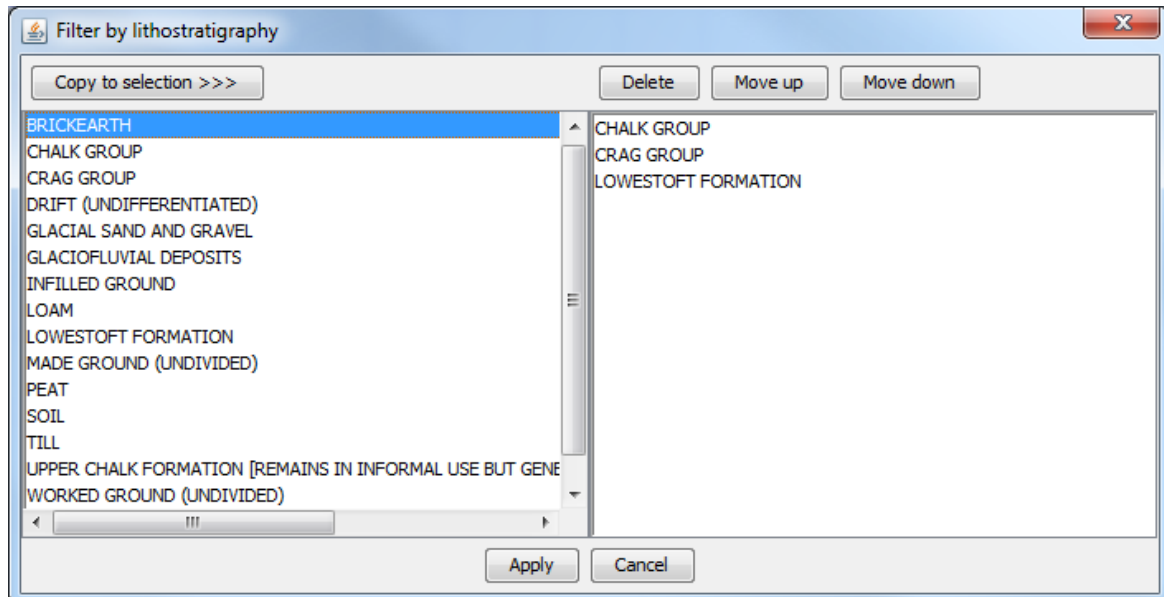 Filter by lithostratigraphy
Copy to selection >>>
Delete
Move up
Move down
BRICKEARTH
CHALK GROUP
CRAG GROUP
DRIFT (UNDIFFERENTIATED)
GLACIAL SAND AND GRAVEL
GLACIOFLUVIAL DEPOSITS
INFILLED GROUND
LOAM
LOWESTOFT FORMATION
MADE GROUND (UNDIVIDED)
PEAT
SOIL
TILL
UPPER CHALK FORMATION [REMAINS IN INFORMAL USE BUT GENE
WORKED GROUND (UNDIVIDED)
CHALK GROUP
CRAG GROUP
LOWESTOFT FORMATION
Apply
Cancel